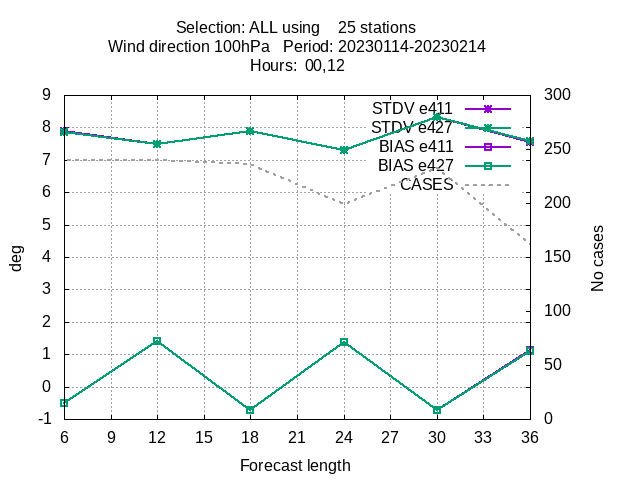 Selection: ALL using    25 stations
Wind direction 100hPa   Period: 20230114-20230214
Hours:  00,12
9 300
STDV e411
8
STDV e427
250
BIAS e411
7
BIAS e427
CASES
6
200
5
4 150
3
100
2
1
50
0
-1 0
6 9 12 15 18 21 24 27 30 33 36
deg
No cases
Forecast length